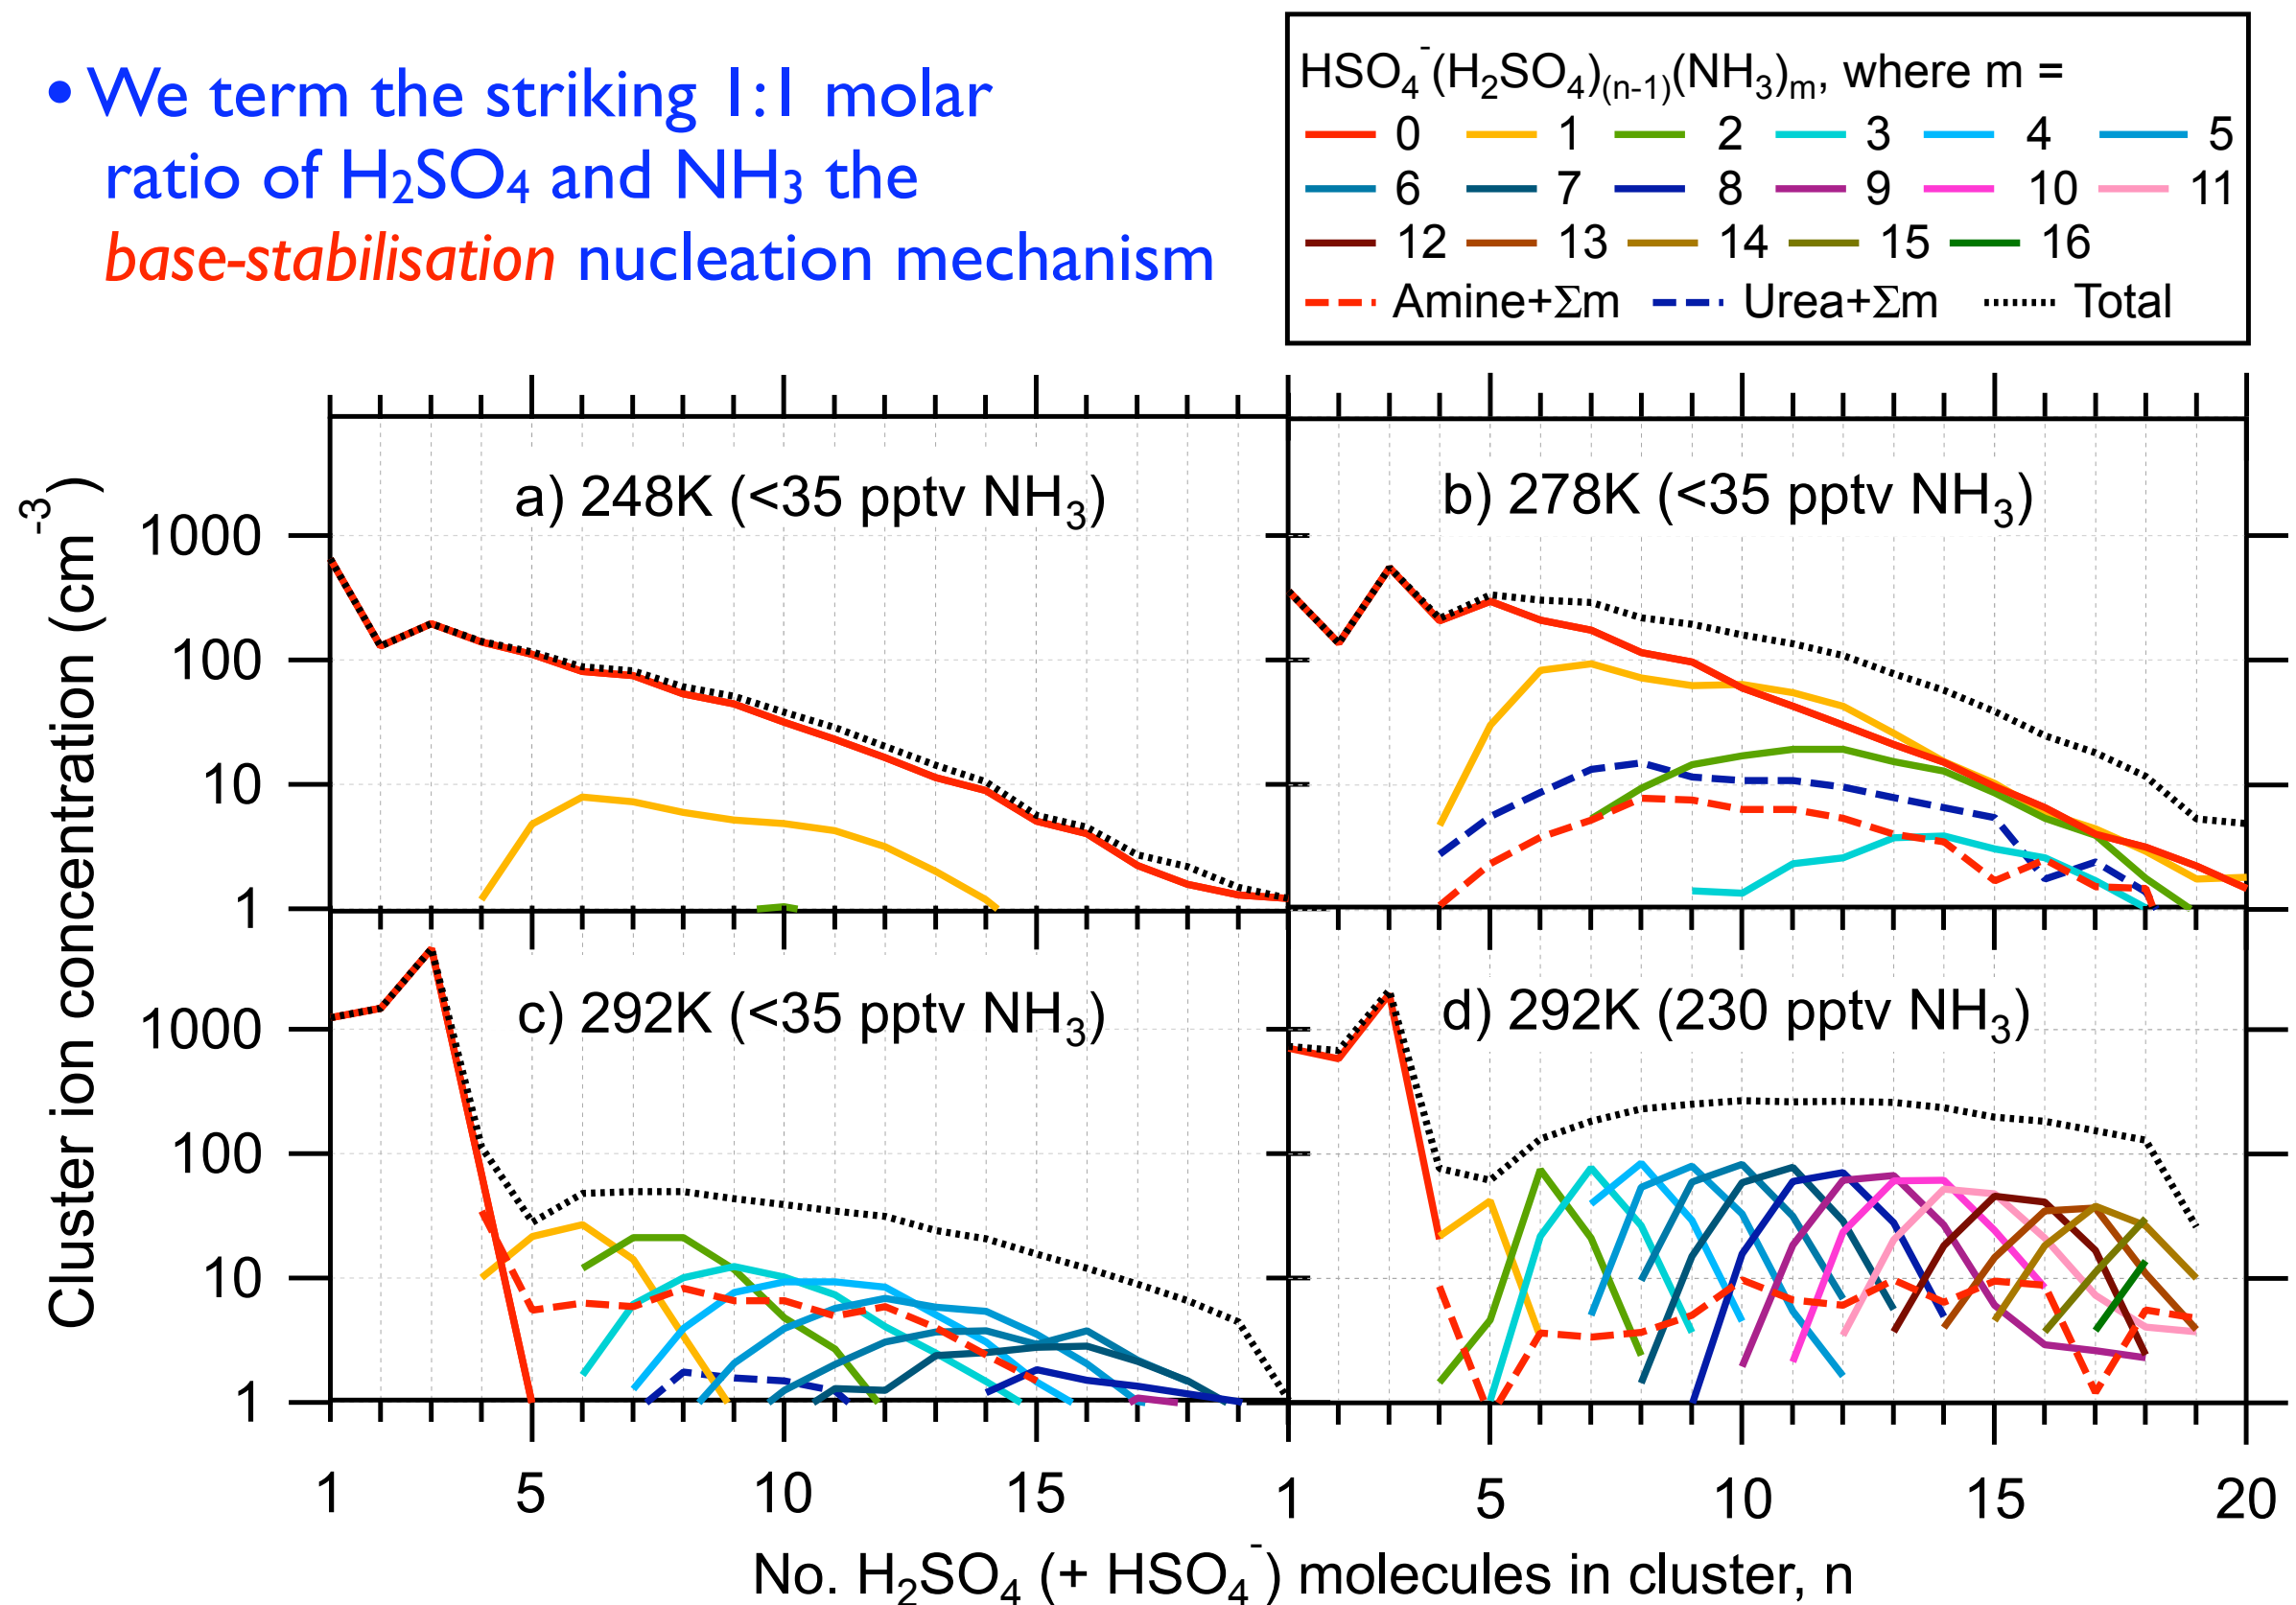 • We term the striking 1:1 molar
ratio of H₂SO₄ and NH₃ the
base-stabilisation nucleation mechanism
HSO₄⁻(H₂SO₄)₍ₙ₋₁₎(NH₃)ₘ, where m =
0 1 2 3 4 5
6 7 8 9 10 11
12 13 14 15 16
Amine+Σm Urea+Σm Total
Cluster ion concentration (cm⁻³)
a) 248K (<35 pptv NH₃)
b) 278K (<35 pptv NH₃)
1000
100
10
1
c) 292K (<35 pptv NH₃)
d) 292K (230 pptv NH₃)
1000
100
10
1
1 5 10 15 1 5 10 15 20
No. H₂SO₄ (+ HSO₄⁻) molecules in cluster, n